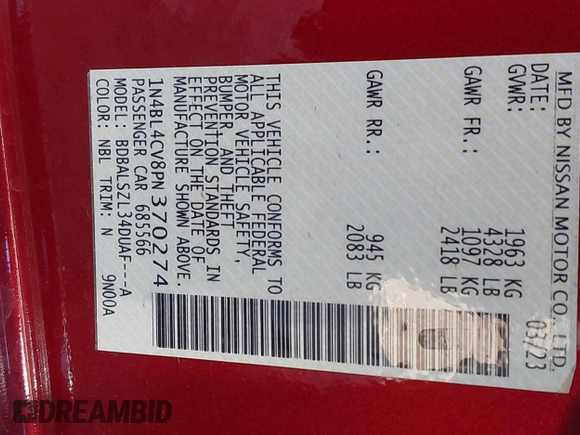 MFD BY NISSAN MOTOR CO., LTD.
DATE: 03/23
GVWR: 1963 KG
4328 LB
GAWR FR.: 1097 KG
2418 LB
GAWR RR.: 945 KG
2083 LB
THIS VEHICLE CONFORMS TO
ALL APPLICABLE FEDERAL
MOTOR VEHICLE SAFETY,
BUMPER, AND THEFT
PREVENTION STANDARDS IN
EFFECT ON THE DATE OF
MANUFACTURE SHOWN ABOVE.
1N4BL4CV8PN370274
PASSENGER CAR 685566
MODEL: BDBALSZL34DUAF---A
COLOR: NBL TRIM: N 9N00A
DREAMBID